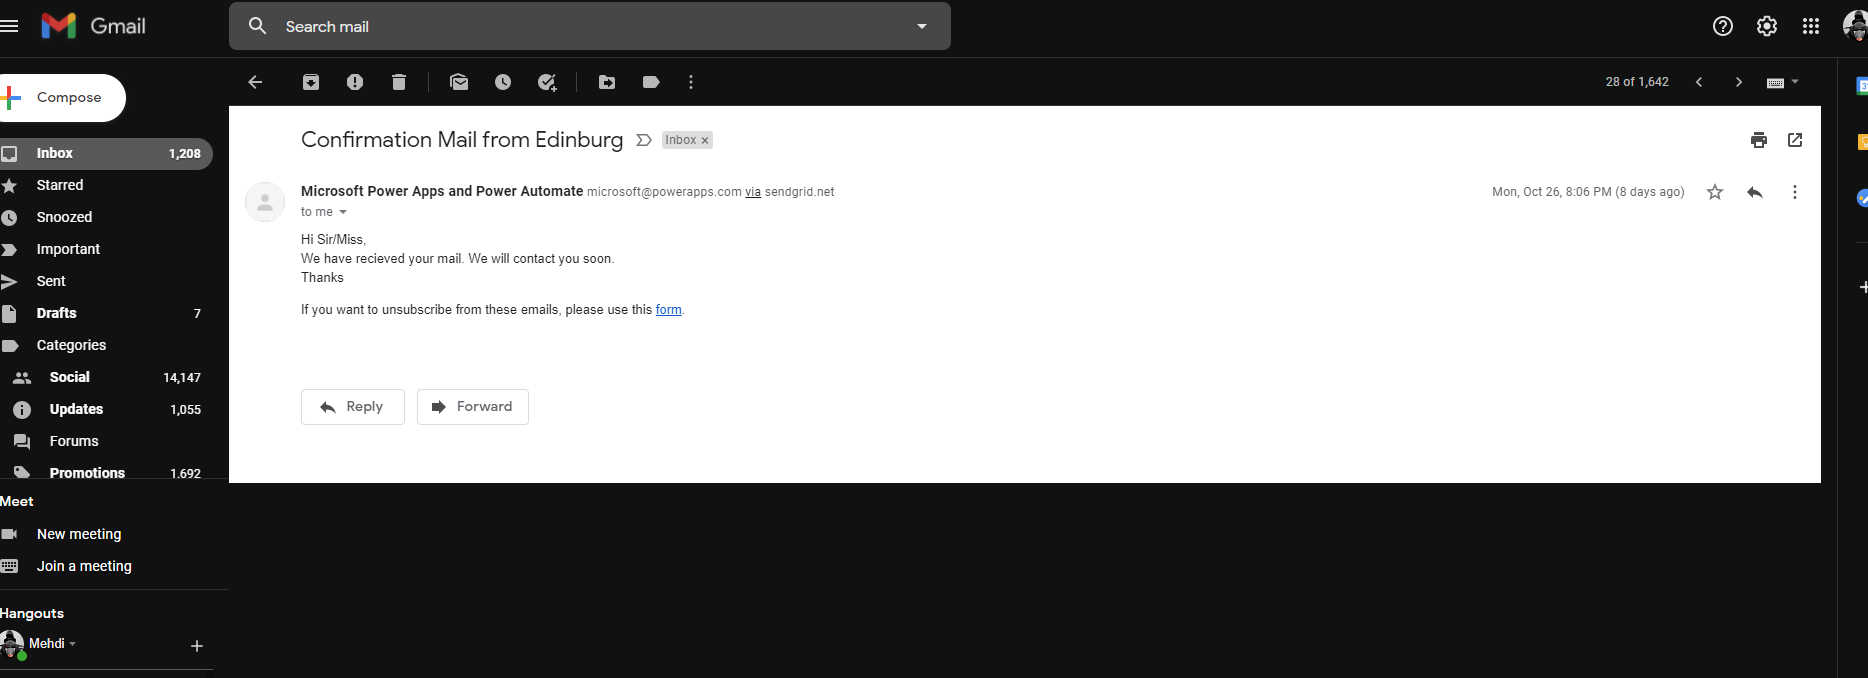 Gmail
Search mail
28 of 1,642
Compose
Inbox 1,208
Starred
Snoozed
Important
Sent
Drafts 7
Categories
Social 14,147
Updates 1,055
Forums
Promotions 1,692
Meet
New meeting
Join a meeting
Hangouts
Mehdi
Confirmation Mail from Edinburg Inbox x
Microsoft Power Apps and Power Automate microsoft@powerapps.com via sendgrid.net Mon, Oct 26, 8:06 PM (8 days ago)
to me
Hi Sir/Miss,
We have recieved your mail. We will contact you soon.
Thanks
If you want to unsubscribe from these emails, please use this form.
Reply Forward